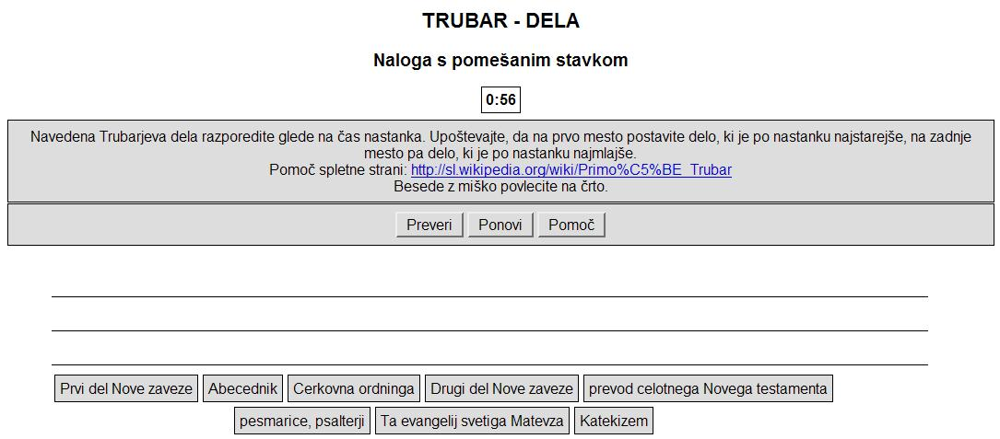 TRUBAR - DELA
Naloga s pomešanim stavkom
0:56
Navedena Trubarjeva dela razporedite glede na čas nastanka. Upoštevajte, da na prvo mesto postavite delo, ki je po nastanku najstarejše, na zadnje
mesto pa delo, ki je po nastanku najmlajše.
Pomoč spletne strani: http://sl.wikipedia.org/wiki/Primo%C5%BE_Trubar
Besede z miško povlecite na črto.
Preveri Ponovi Pomoč
Prvi del Nove zaveze Abecednik Cerkovna ordninga Drugi del Nove zaveze prevod celotnega Novega testamenta
pesmarice, psalterji Ta evangelij svetiga Matevza Katekizem